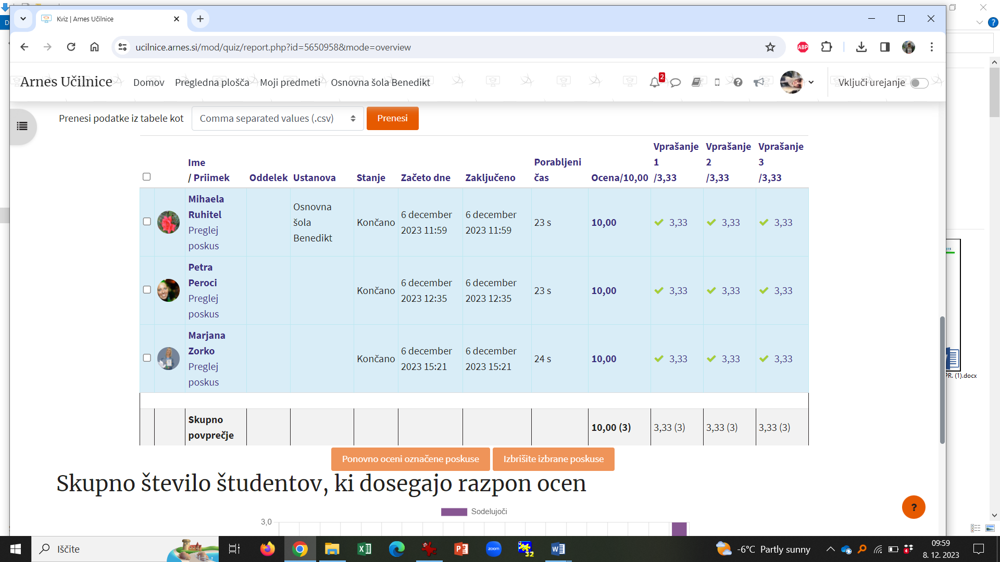 D
Kviz | Arnes Učilnice
ucilnice.arnes.si/mod/quiz/report.php?id=5650958&mode=overview
ABP
Arnes Učilnice
Domov
Pregledna plošča
Moji predmeti
Osnovna šola Benedikt
2
Vključi urejanje
Prenesi podatke iz tabele kot
Comma separated values (.csv)
Prenesi
Ime
/ Priimek
Oddelek
Ustanova
Stanje
Začeto dne
Zaključeno
Porabljeni
čas
Ocena/10,00
Vprašanje
1
/3,33
Vprašanje
2
/3,33
Vprašanje
3
/3,33
Mihaela
Ruhitel
Preglej
poskus
Osnovna
šola
Benedikt
Končano
6 december
2023 11:59
6 december
2023 11:59
23 s
10,00
3,33
3,33
3,33
Petra
Peroci
Preglej
poskus
Končano
6 december
2023 12:35
6 december
2023 12:35
23 s
10,00
3,33
3,33
3,33
Marjana
Zorko
Preglej
poskus
Končano
6 december
2023 15:21
6 december
2023 15:21
24 s
10,00
3,33
3,33
3,33
Skupno
povprečje
10,00 (3)
3,33 (3)
3,33 (3)
3,33 (3)
Ponovno oceni označene poskuse
Izbrišite izbrane poskuse
Skupno število študentov, ki dosegajo razpon ocen
Sodelujoči
3,0
?
PR. (1).docx
Iščite
zoom
32
-6°C Partly sunny
4
09:59
8. 12. 2023